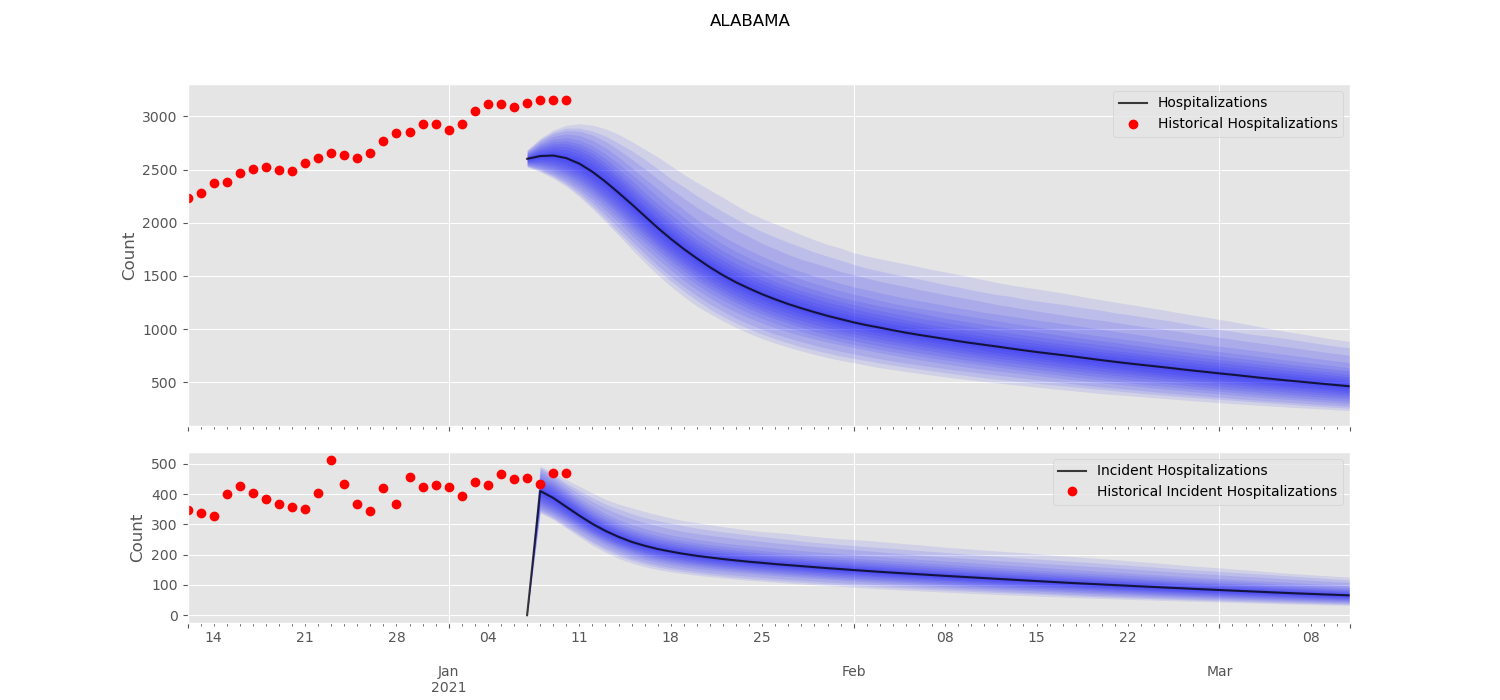 ALABAMA
Hospitalizations
Historical Hospitalizations
3000
2500
2000
1500
1000
500
Count
Incident Hospitalizations
Historical Incident Hospitalizations
500
400
300
200
100
0
Count
14 21 28 04 11 18 25 08 15 22 08
Jan Feb Mar
2021